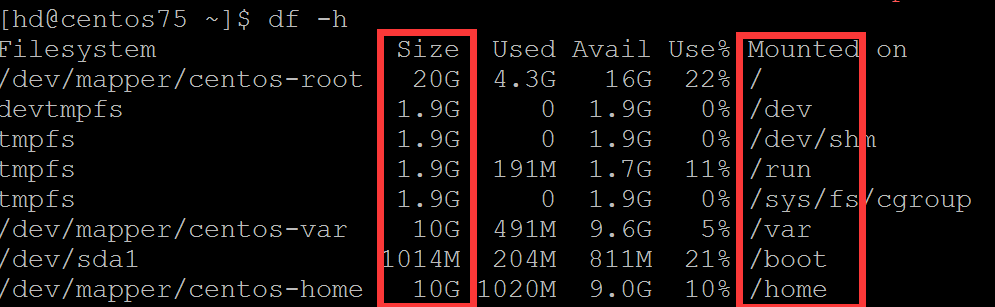 [hd@centos75 ~]$ df -h
Filesystem Size Used Avail Use% Mounted on
/dev/mapper/centos-root 20G 4.3G 16G 22% /
devtmpfs 1.9G 0 1.9G 0% /dev
tmpfs 1.9G 0 1.9G 0% /dev/shm
tmpfs 1.9G 191M 1.7G 11% /run
tmpfs 1.9G 0 1.9G 0% /sys/fs/cgroup
/dev/mapper/centos-var 10G 491M 9.6G 5% /var
/dev/sda1 1014M 204M 811M 21% /boot
/dev/mapper/centos-home 10G 1020M 9.0G 10% /home